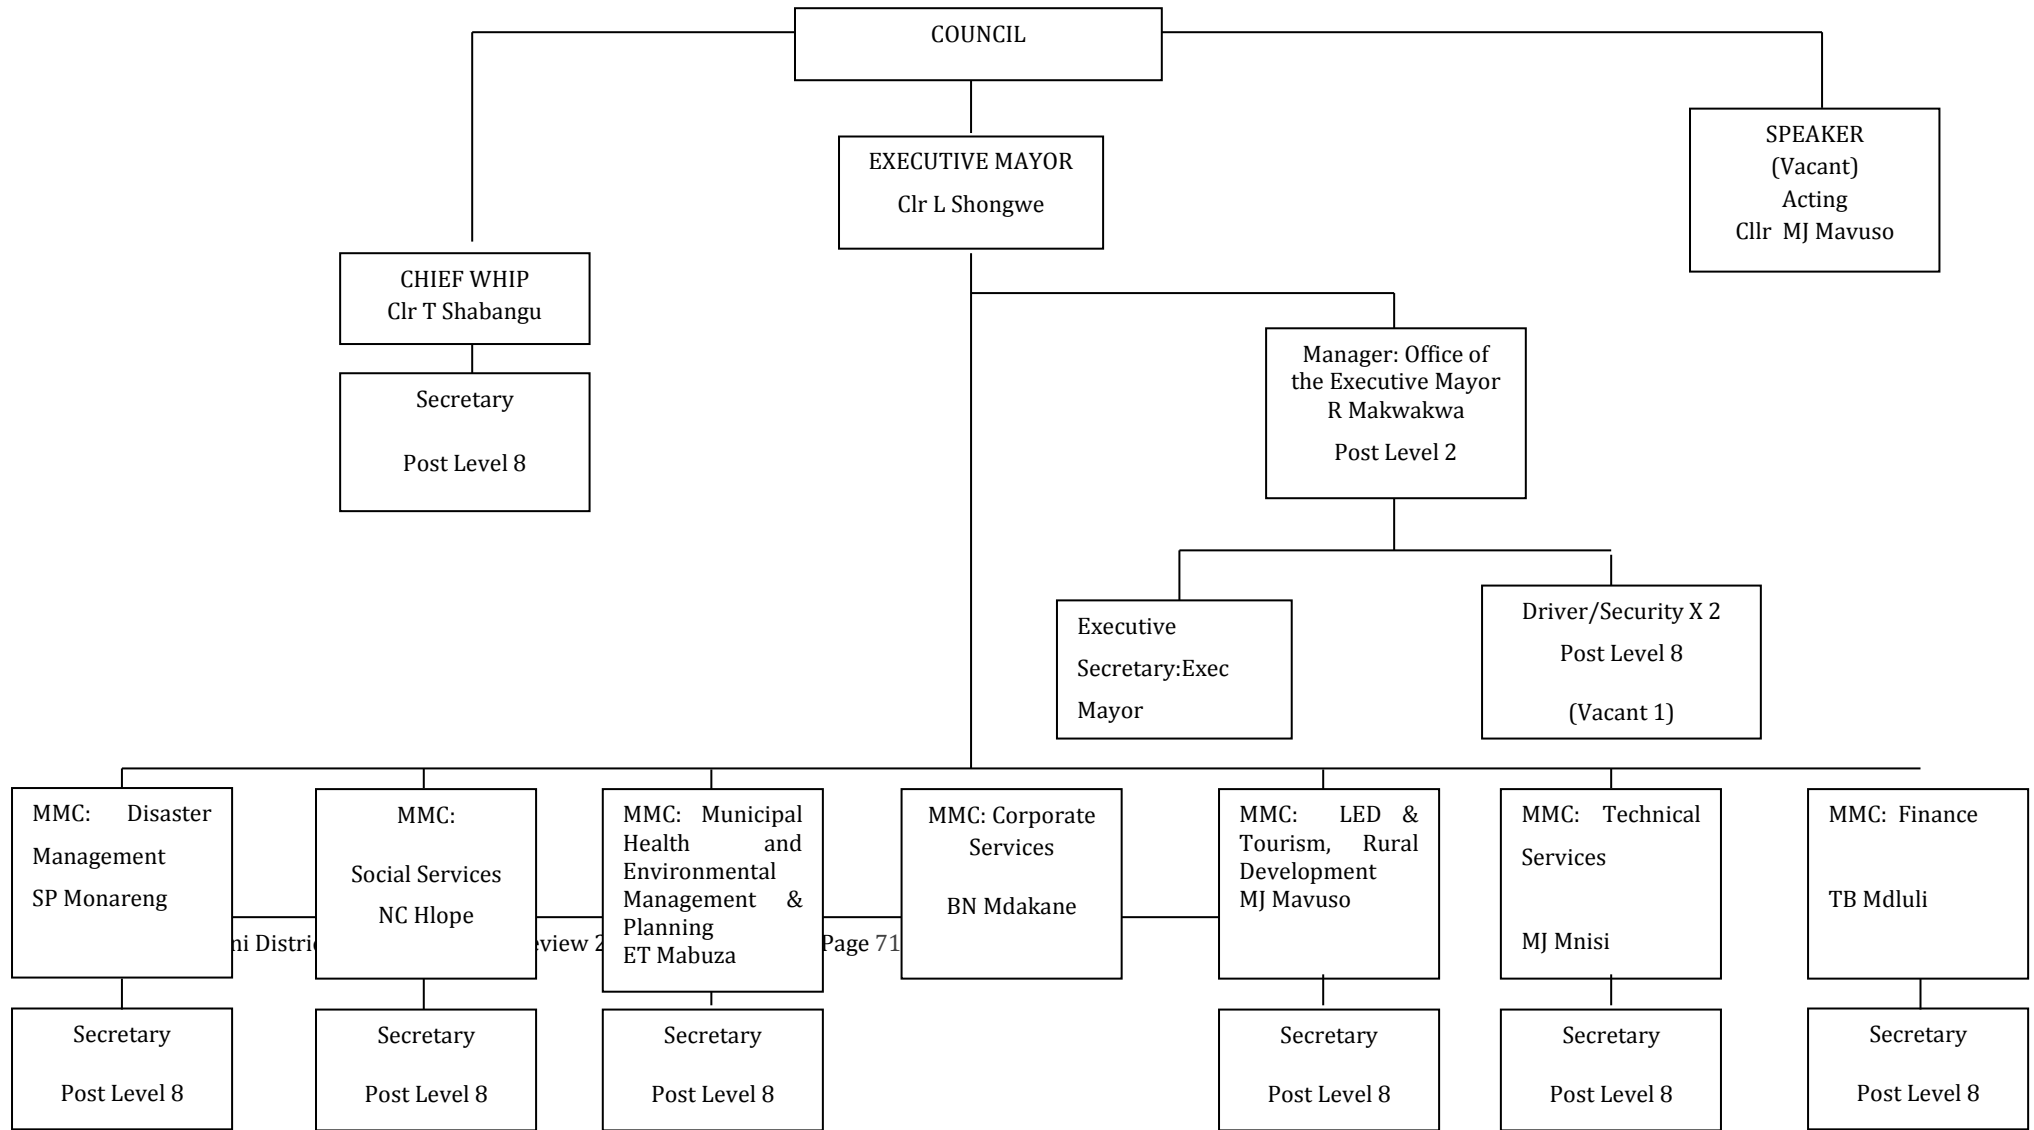 COUNCIL
EXECUTIVE MAYOR
Clr L Shongwe
SPEAKER
(Vacant)
Acting
Cllr MJ Mavuso
CHIEF WHIP
Clr T Shabangu
Secretary
Post Level 8
Manager: Office of
the Executive Mayor
R Makwakwa
Post Level 2
Executive
Secretary:Exec
Mayor
Driver/Security X 2
Post Level 8
(Vacant 1)
MMC: Disaster
Management
SP Monareng
MMC:
Social Services
NC Hlope
MMC: Municipal
Health and
Environmental
Management &
Planning
ET Mabuza
MMC: Corporate
Services
BN Mdakane
MMC: LED &
Tourism, Rural
Development
MJ Mavuso
MMC: Technical
Services
MJ Mnisi
MMC: Finance
TB Mdluli
Page 71
Secretary
Post Level 8
Secretary
Post Level 8
Secretary
Post Level 8
Secretary
Post Level 8
Secretary
Post Level 8
Secretary
Post Level 8